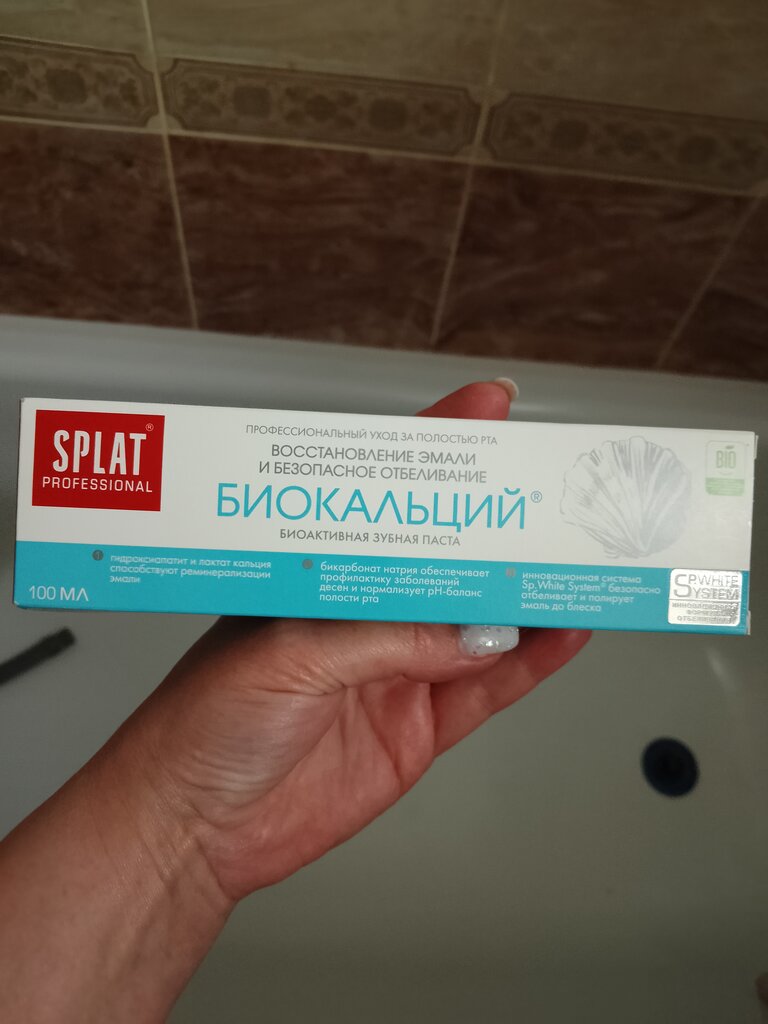 SPLAT®
PROFESSIONAL
ПРОФЕССИОНАЛЬНЫЙ УХОД ЗА ПОЛОСТЬЮ РТА
ВОССТАНОВЛЕНИЕ ЭМАЛИ
И БЕЗОПАСНОЕ ОТБЕЛИВАНИЕ
БИОКАЛЬЦИЙ®
БИОАКТИВНАЯ ЗУБНАЯ ПАСТА
BIO
100 МЛ
гидроксиапатит и лактат кальция
способствуют реминерализации
эмали
бикарбонат натрия обеспечивает
профилактику заболеваний
десен и нормализует pH-баланс
полости рта
инновационная система
Sp.White System® безопасно
отбеливает и полирует
эмаль до блеска
SP.WHITE
SYSTEM